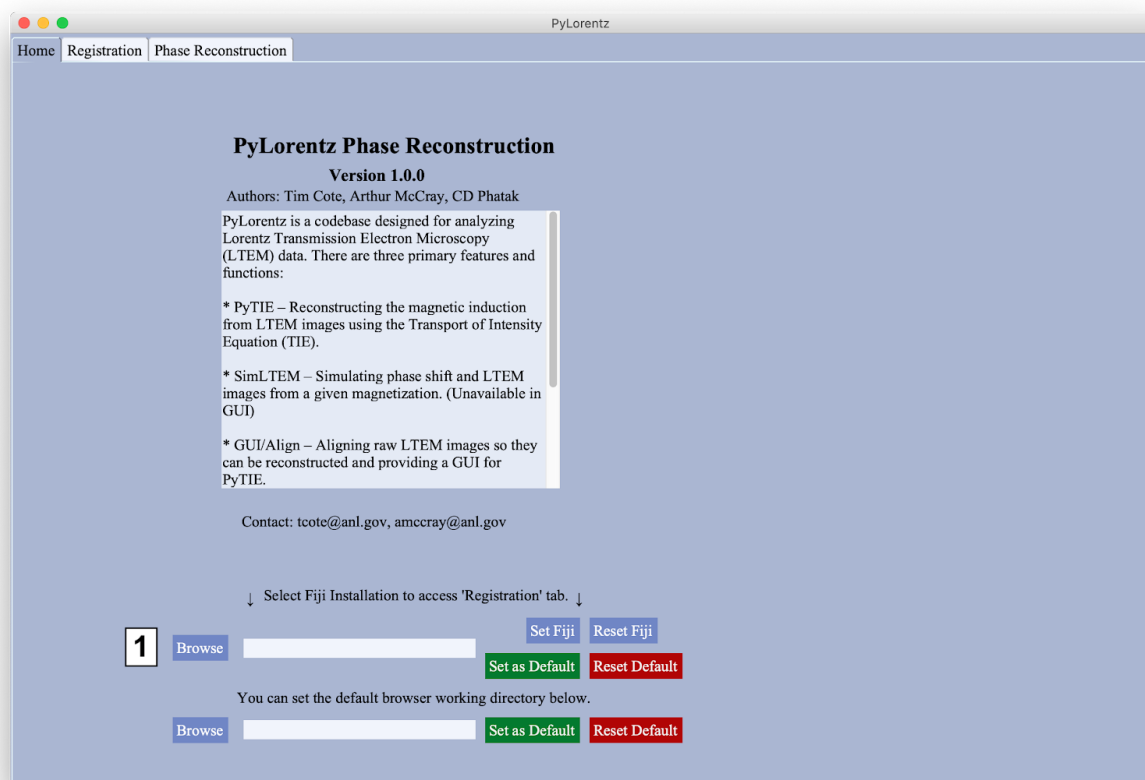 PyLorentz
Home Registration Phase Reconstruction
PyLorentz Phase Reconstruction
Version 1.0.0
Authors: Tim Cote, Arthur McCray, CD Phatak
PyLorentz is a codebase designed for analyzing
Lorentz Transmission Electron Microscopy
(LTEM) data. There are three primary features and
functions:
* PyTIE – Reconstructing the magnetic induction
from LTEM images using the Transport of Intensity
Equation (TIE).
* SimLTEM – Simulating phase shift and LTEM
images from a given magnetization. (Unavailable in
GUI)
* GUI/Align – Aligning raw LTEM images so they
can be reconstructed and providing a GUI for
PyTIE.
Contact: tcote@anl.gov, amccray@anl.gov
↓ Select Fiji Installation to access 'Registration' tab. ↓
Set Fiji Reset Fiji
1 Browse
Set as Default Reset Default
You can set the default browser working directory below.
Browse Set as Default Reset Default